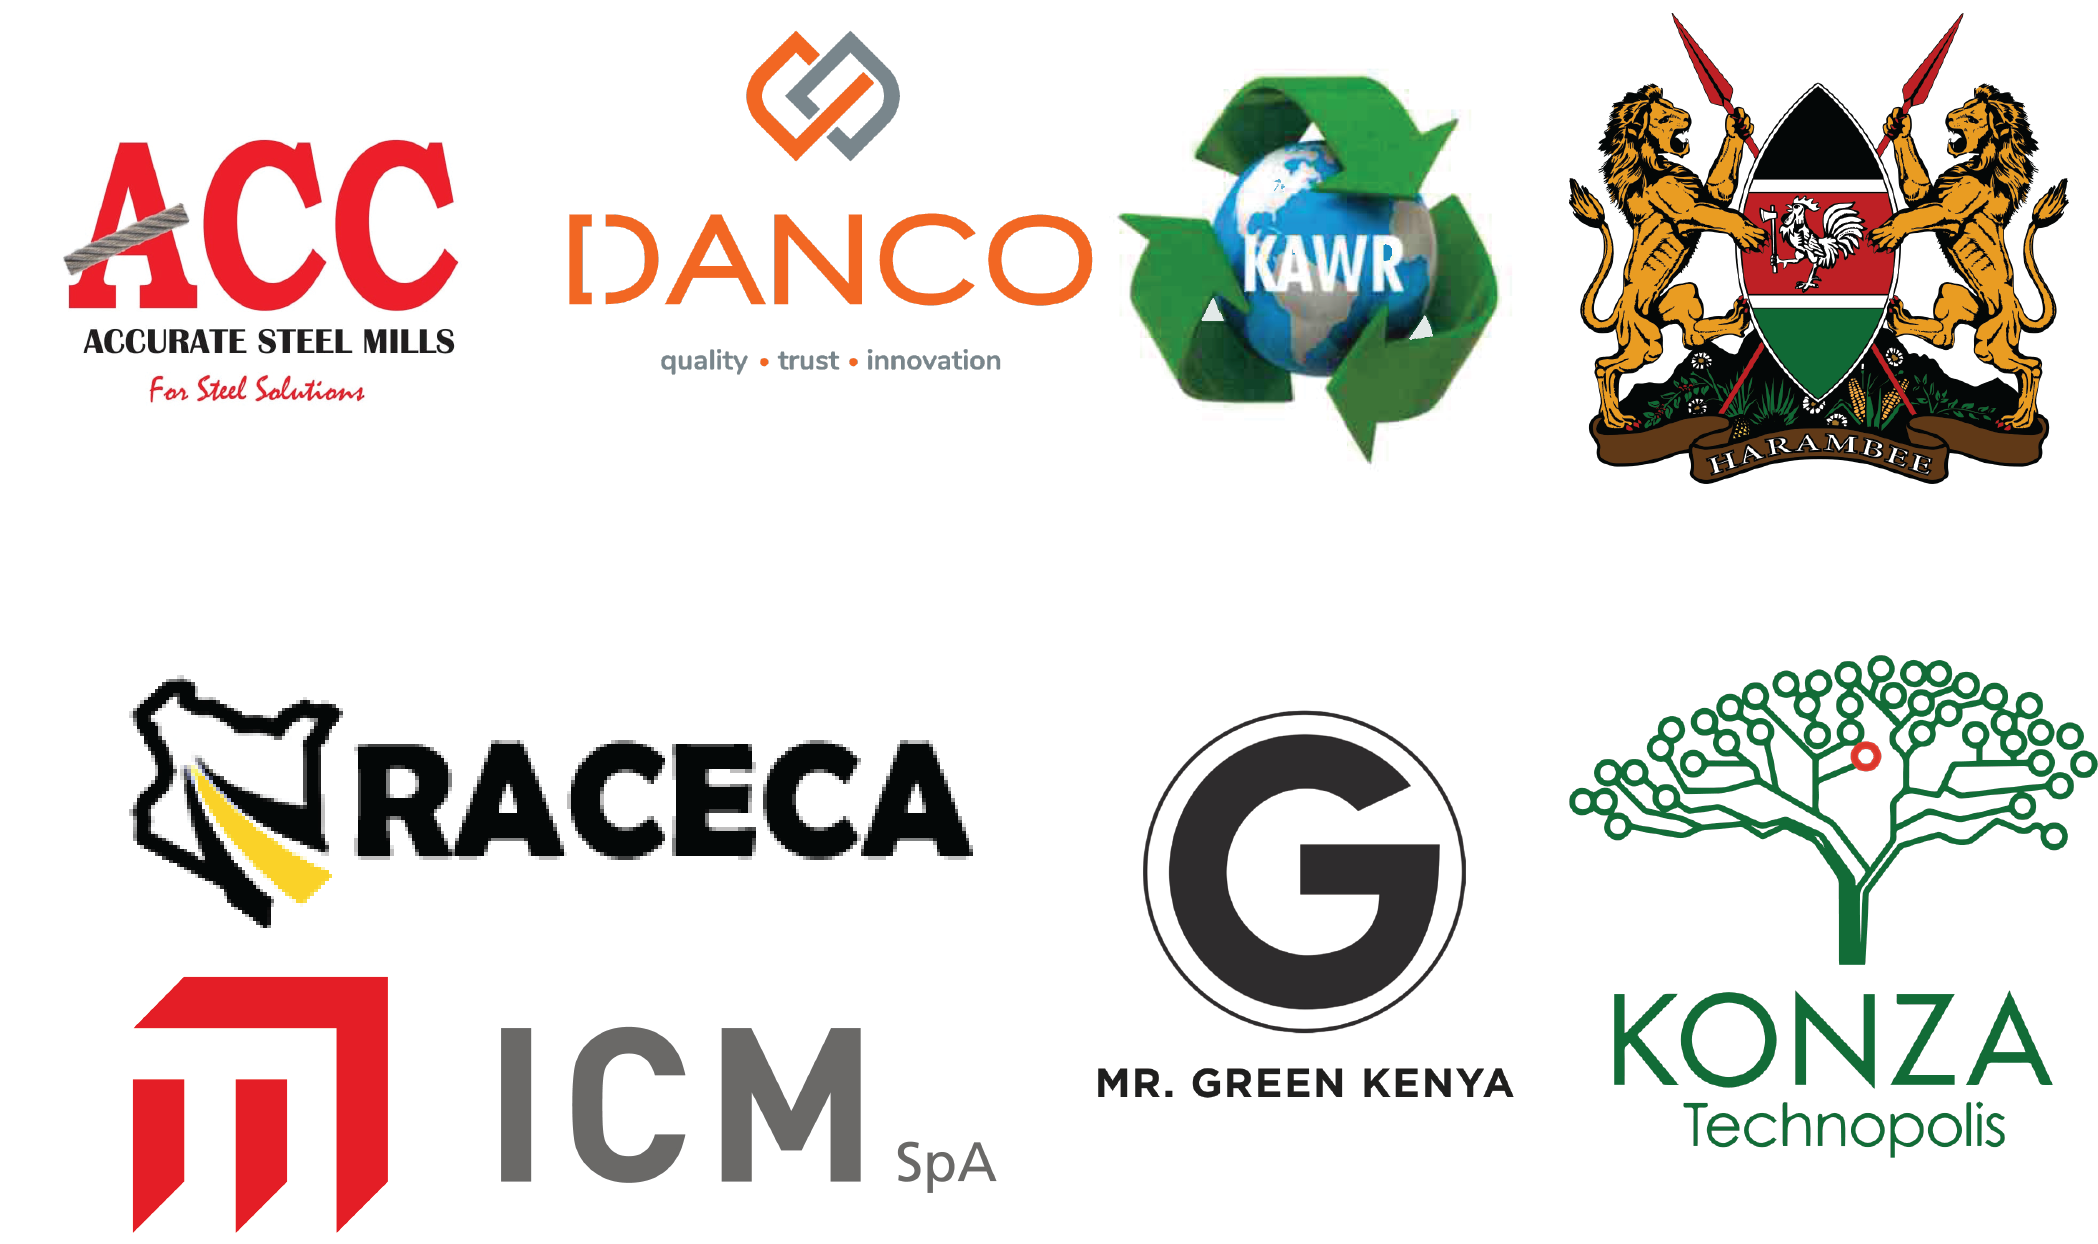 ACC
ACCURATE STEEL MILLS
For Steel Solutions
DANCO
quality • trust • innovation
KAWR
HARAMBEE
RACECA
ICM SpA
G
MR. GREEN KENYA
KONZA
Technopolis